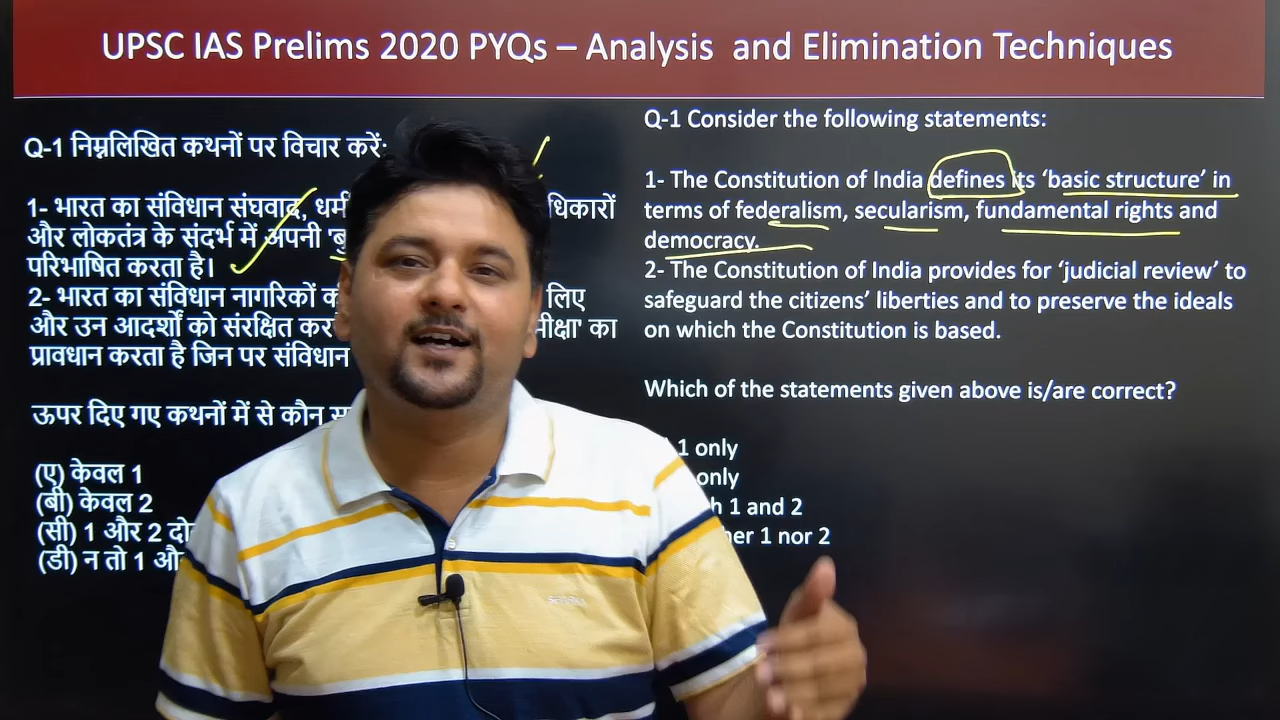 UPSC IAS Prelims 2020 PYQs – Analysis and Elimination Techniques
Q-1 निम्नलिखित कथनों पर विचार करें:
1- भारत का संविधान संघवाद,
और लोकतंत्र के संदर्भ में अपनी
परिभाषित करता है।
2- भारत का संविधान नागरिकों लिए
और उन आदर्शों को संरक्षित का
प्रावधान करता है जिन पर संविधान
ऊपर दिए गए कथनों में से कौन
(ए) केवल 1
(बी) केवल 2
(सी) 1 और 2
(डी) न तो 1
Q-1 Consider the following statements:
1- The Constitution of India defines its ‘basic structure’ in
terms of federalism, secularism, fundamental rights and
democracy.
2- The Constitution of India provides for ‘judicial review’ to
safeguard the citizens’ liberties and to preserve the ideals
on which the Constitution is based.
Which of the statements given above is/are correct?
1 only
only
1 and 2
1 nor 2